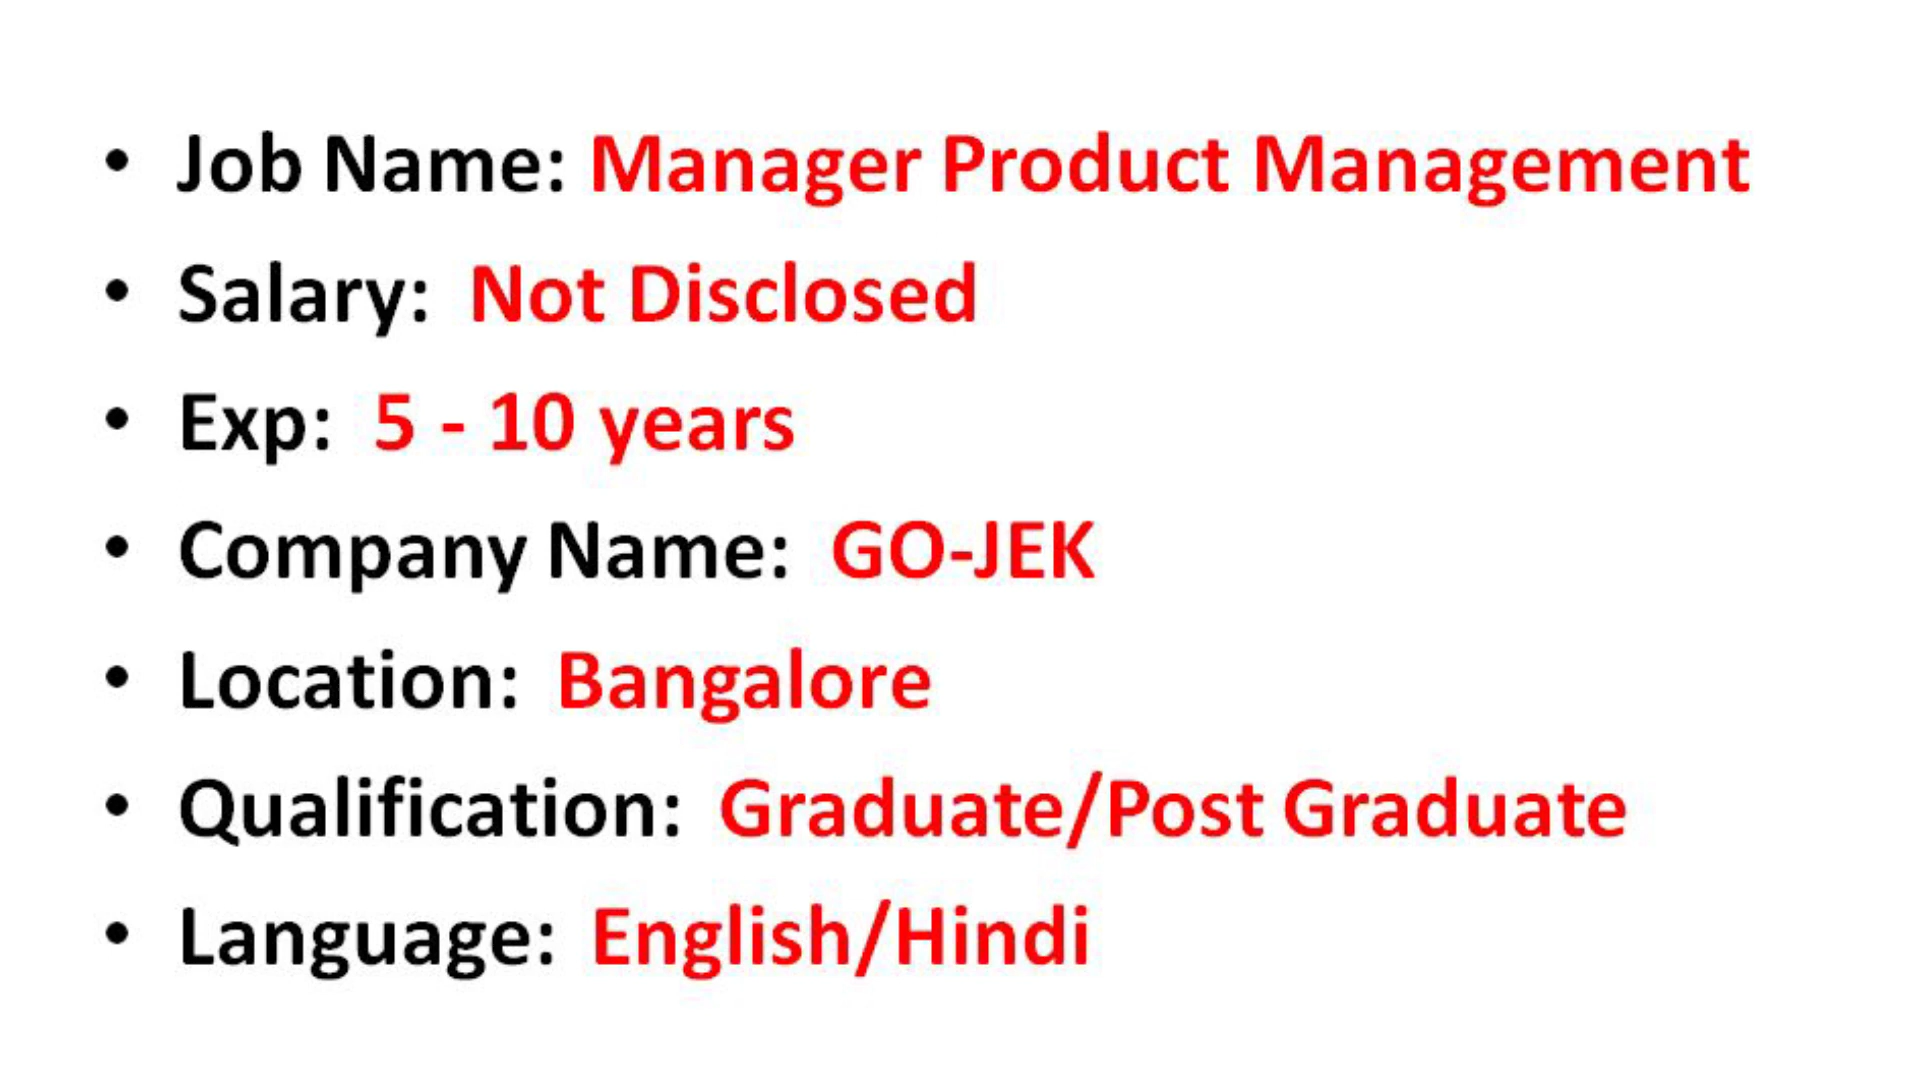 • Job Name: Manager Product Management
• Salary: Not Disclosed
• Exp: 5 - 10 years
• Company Name: GO-JEK
• Location: Bangalore
• Qualification: Graduate/Post Graduate
• Language: English/Hindi